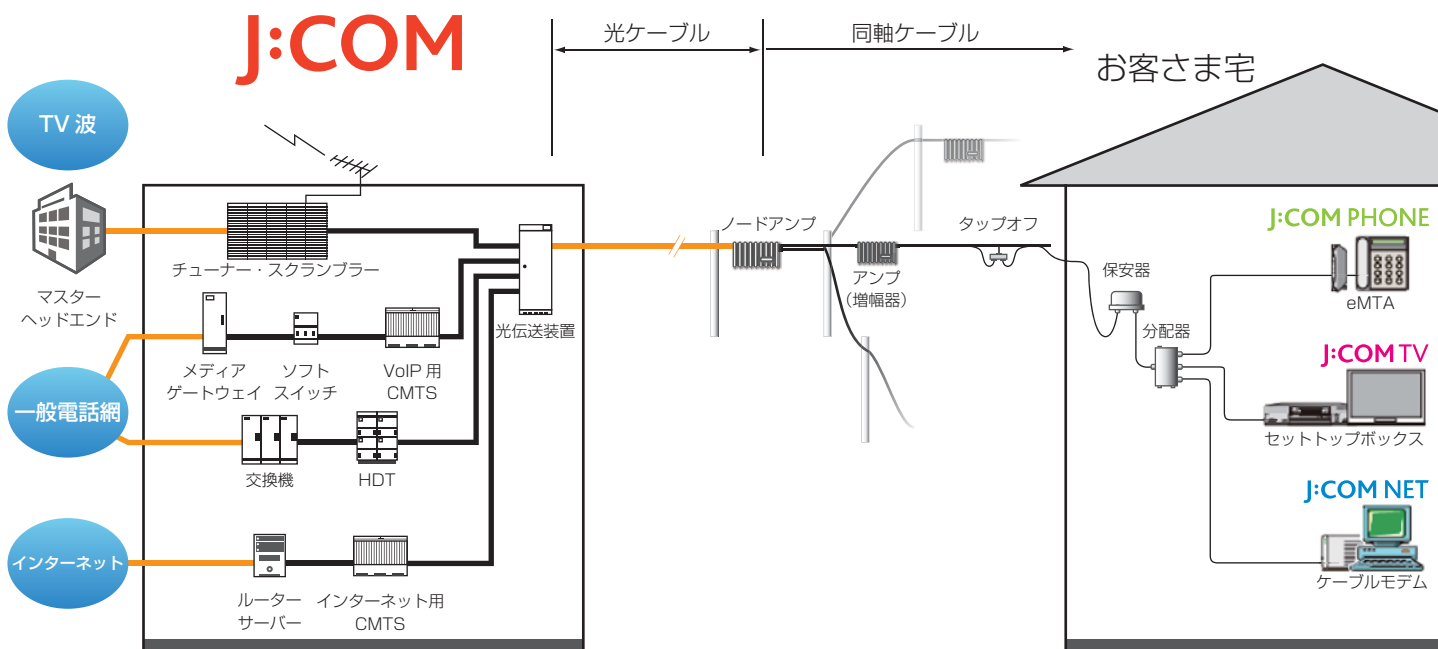 J:COM
光ケーブル
同軸ケーブル
お客さま宅
TV 波
マスター
ヘッドエンド
チューナー・スクランブラー
光伝送装置
メディア
ゲートウェイ
ソフト
スイッチ
VoIP 用
CMTS
一般電話網
交換機
HDT
インターネット
ルーター
サーバー
インターネット用
CMTS
ノードアンプ
アンプ
（増幅器）
タップオフ
保安器
分配器
J:COM PHONE
eMTA
J:COM TV
セットトップボックス
J:COM NET
ケーブルモデム